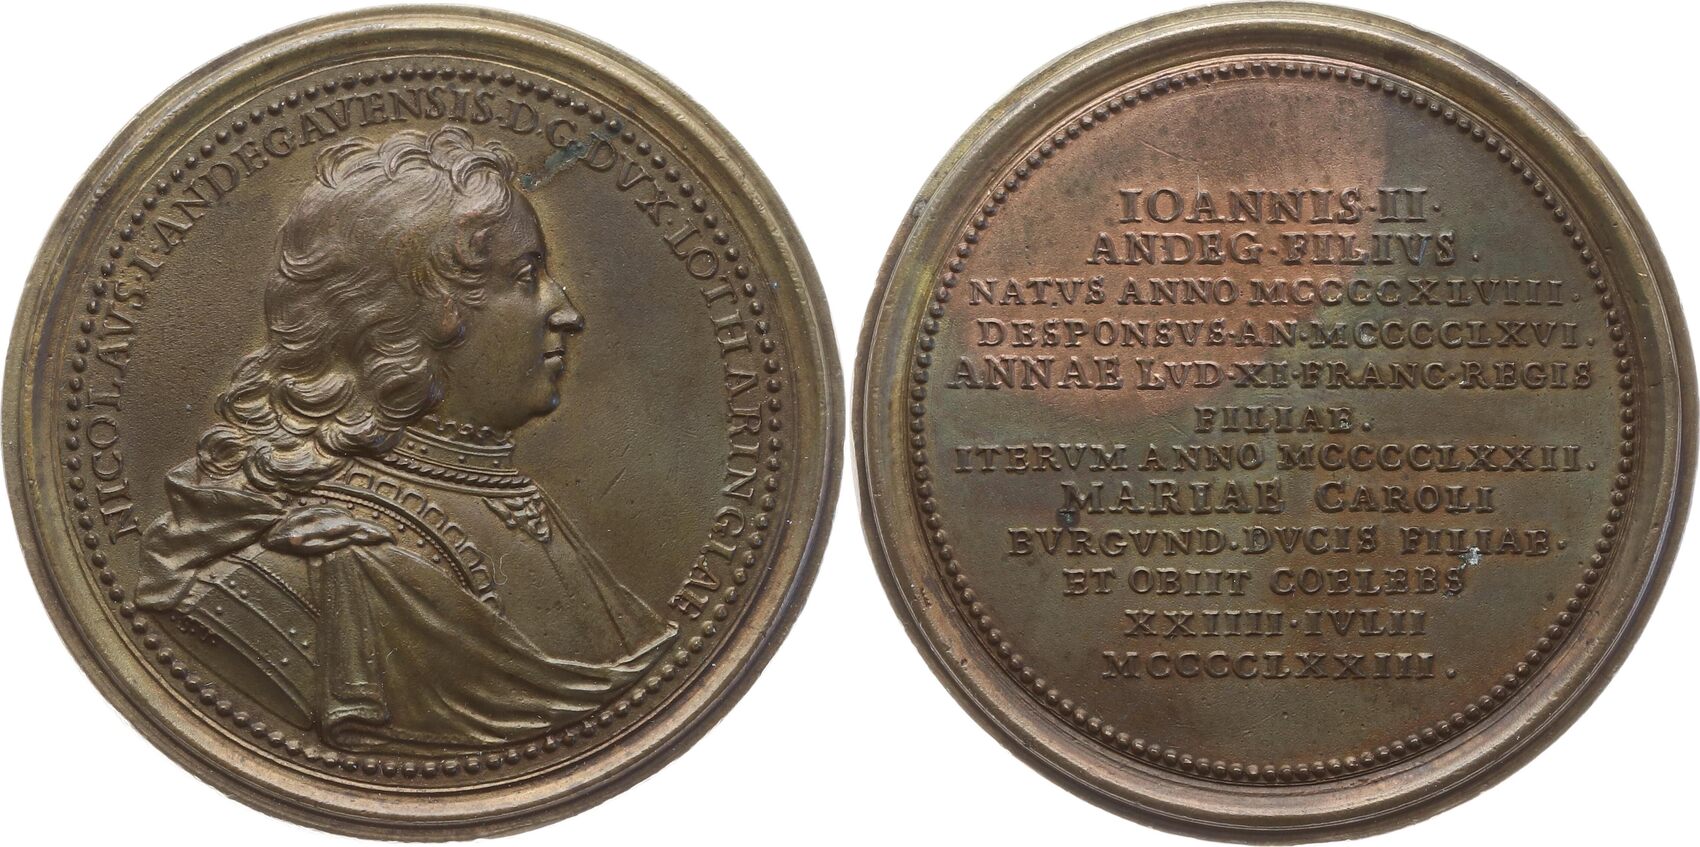 NICOLAVS·I·ANDEGAVENSIS·D·G·DVX·LOTHARINGIAE
·S·V·
IOANNIS·II·
ANDEG·FILIVS.
NATVS ANNO MCCCCXLVIII.
DESPONSVS·AN·MCCCCLXVI.
ANNAE LVD·XI·FRANC·REGIS
FILIAE.
ITERVM ANNO MCCCCLXXII.
MARIAE CAROLI
BVRGVND·DVCIS FILIAE.
ET OBIIT COELEBS
XXIIII·IVLII
MCCCCLXXIII.